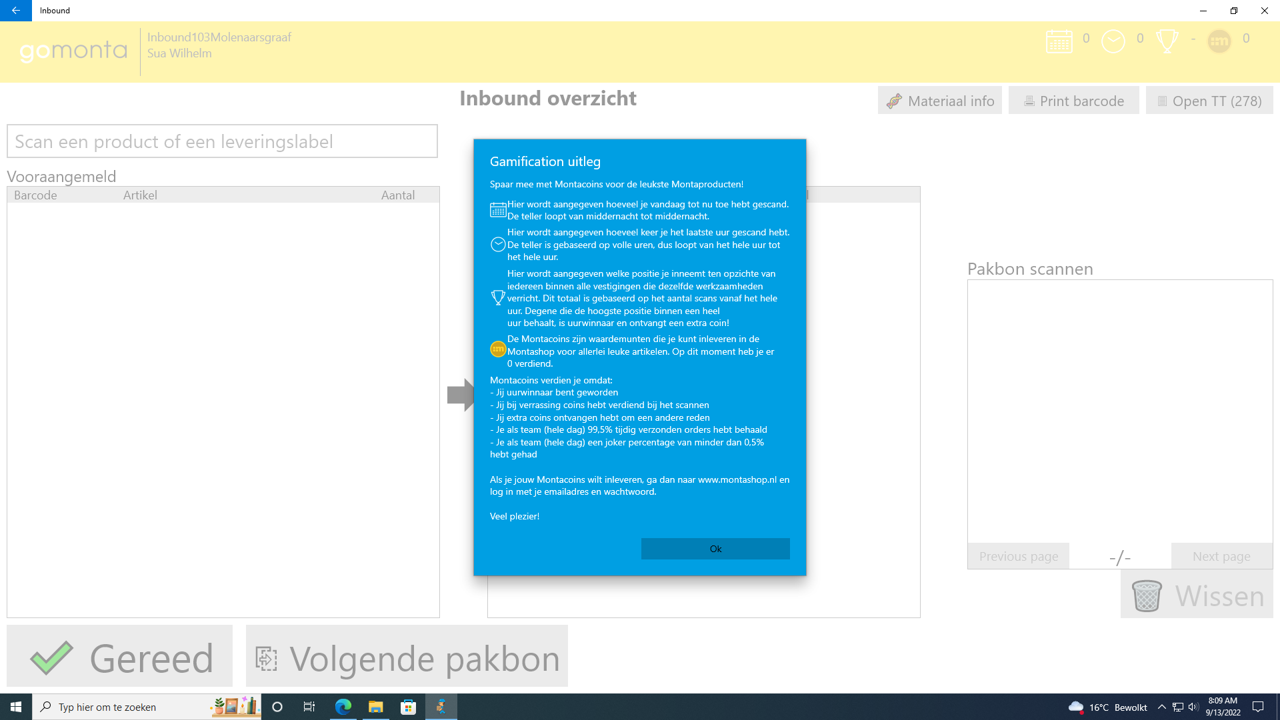 Inbound
gomonta
Inbound103Molenaarsgraaf
Sua Wilhelm
0
0
-
0
Inbound overzicht
Materiaal info
Print barcode
Open TT (278)
Scan een product of een leveringslabel
Vooraangemeld
Barcode Artikel Aantal
Gamification uitleg
Spaar mee met Montacoins voor de leukste Montaproducten!
Hier wordt aangegeven hoeveel je vandaag tot nu toe hebt gescand.
De teller loopt van middernacht tot middernacht.
Hier wordt aangegeven hoeveel keer je het laatste uur gescand hebt.
De teller is gebaseerd op volle uren, dus loopt van het hele uur tot
het hele uur.
Hier wordt aangegeven welke positie je inneemt ten opzichte van
iedereen binnen alle vestigingen die dezelfde werkzaamheden
verricht. Dit totaal is gebaseerd op het aantal scans vanaf het hele
uur. Degene die de hoogste positie binnen een heel
uur behaalt, is uurwinnaar en ontvangt een extra coin!
m
De Montacoins zijn waardemunten die je kunt inleveren in de
Montashop voor allerlei leuke artikelen. Op dit moment heb je er
0 verdiend.
Montacoins verdien je omdat:
- Jij uurwinnaar bent geworden
- Jij bij verrassing coins hebt verdiend bij het scannen
- Jij extra coins ontvangen hebt om een andere reden
- Je als team (hele dag) 99,5% tijdig verzonden orders hebt behaald
- Je als team (hele dag) een joker percentage van minder dan 0,5%
hebt gehad
Als je jouw Montacoins wilt inleveren, ga dan naar www.montashop.nl en
log in met je emailadres en wachtwoord.
Veel plezier!
Ok
Pakbon scannen
Previous page
-/-
Next page
Wissen
Gereed
Volgende pakbon
Typ hier om te zoeken
16°C Bewolkt
8:09 AM
9/13/2022